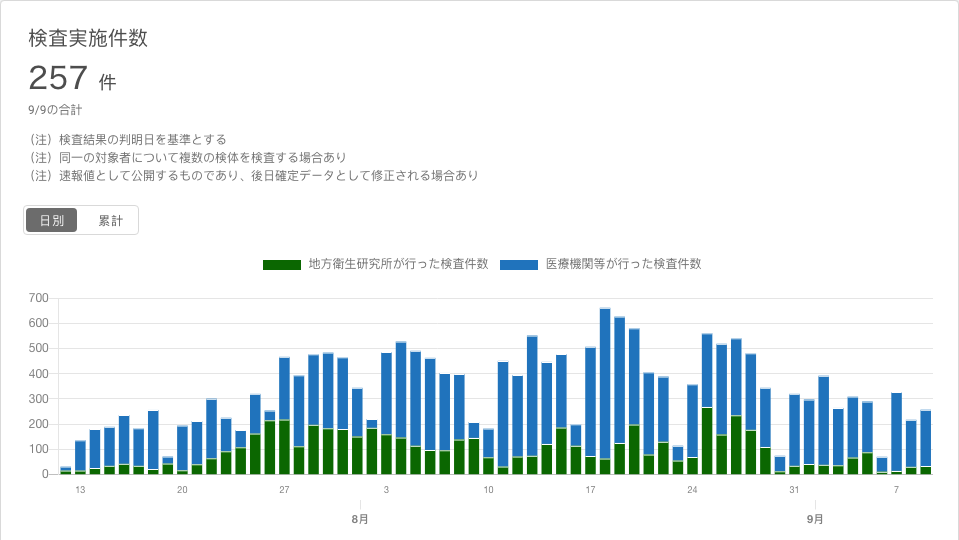 検査実施件数
257 件
9/9の合計
（注）検査結果の判明日を基準とする
（注）同一の対象者について複数の検体を検査する場合あり
（注）速報値として公開するものであり、後日確定データとして修正される場合あり
日別 累計
地方衛生研究所が行った検査件数 医療機関等が行った検査件数
700
600
500
400
300
200
100
0
13 20 27 3 10 17 24 31 7
8月 9月